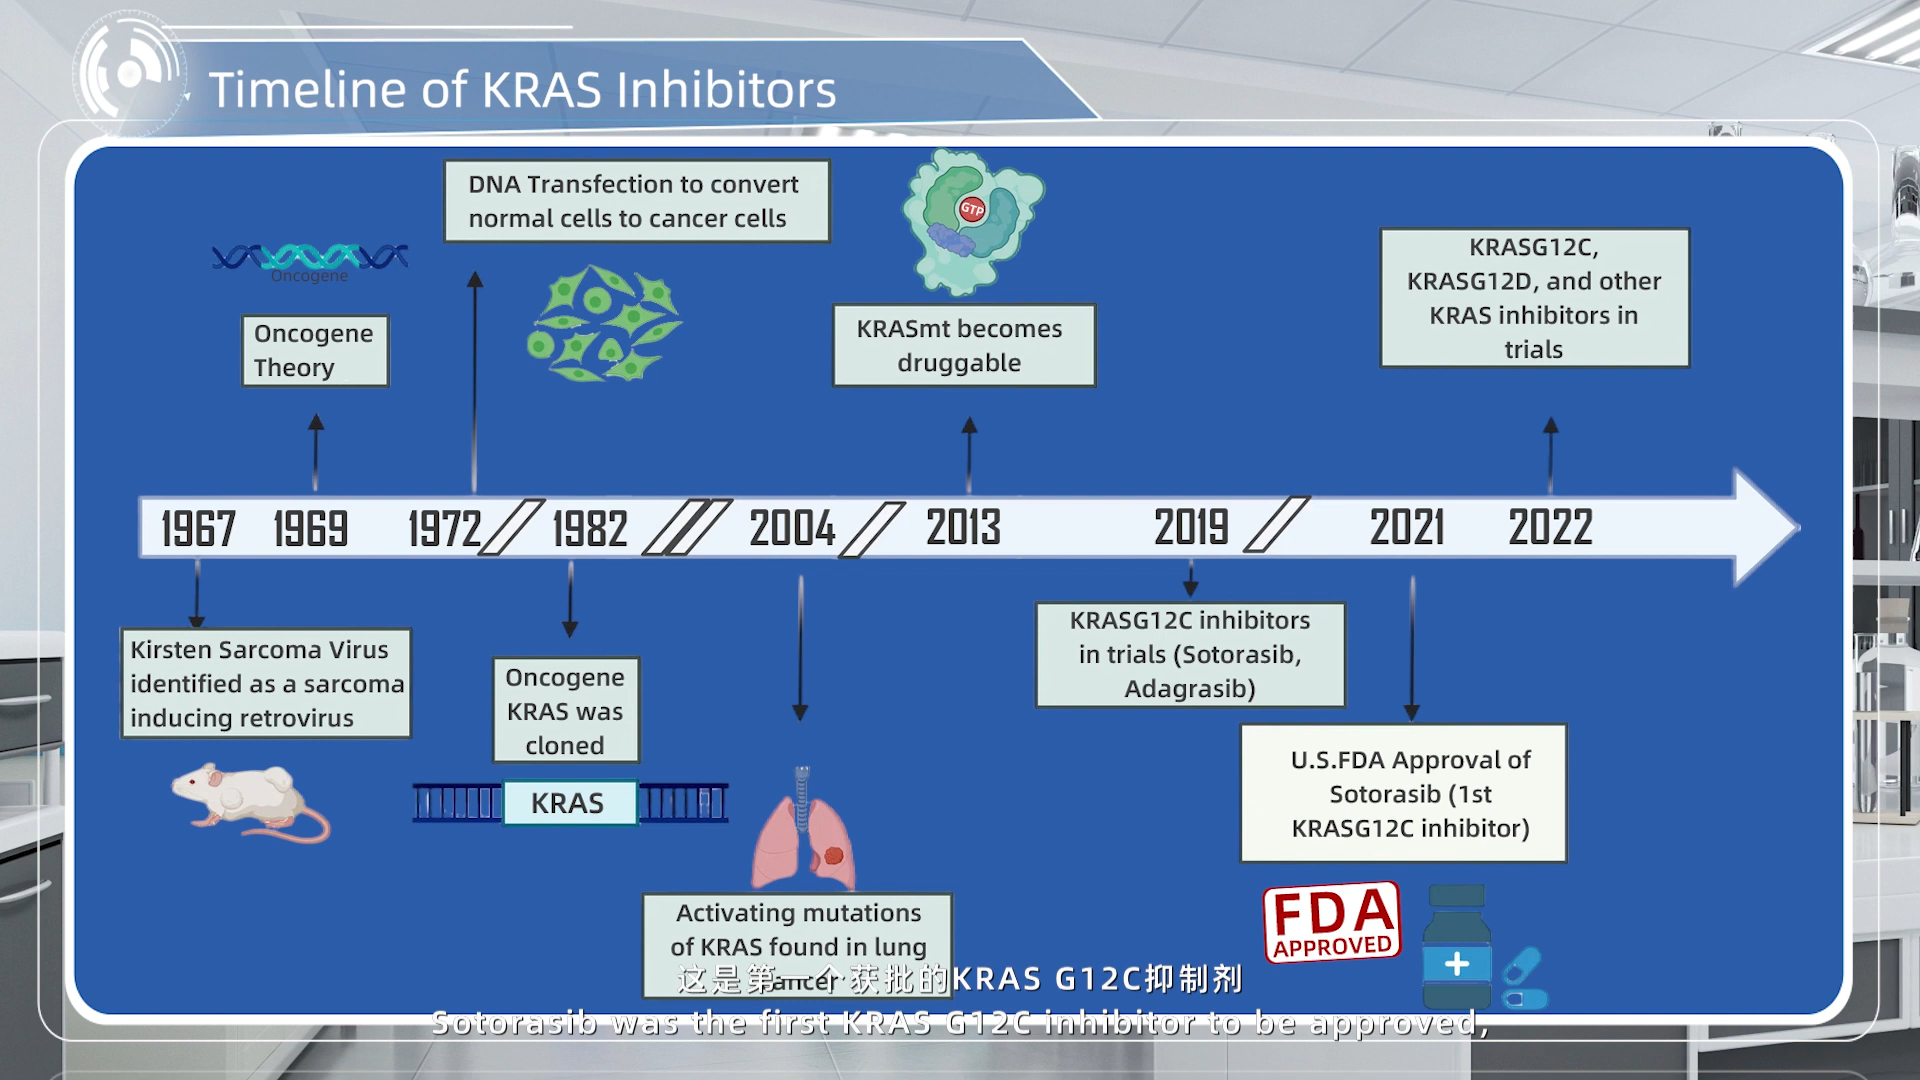 Timeline of KRAS Inhibitors
DNA Transfection to convert
normal cells to cancer cells
GTP
Oncogene
Oncogene
Theory
KRASmt becomes
druggable
KRASG12C,
KRASG12D, and other
KRAS inhibitors in
trials
1967 1969 1972 1982 2004 2013 2019 2021 2022
Kirsten Sarcoma Virus
identified as a sarcoma
inducing retrovirus
Oncogene
KRAS was
cloned
KRAS
KRASG12C inhibitors
in trials (Sotorasib,
Adagrasib)
U.S.FDA Approval of
Sotorasib (1st
KRASG12C inhibitor)
Activating mutations
of KRAS found in lung
cancer
FDA
APPROVED
这是第一个获批的KRAS G12C抑制剂
Sotorasib was the first KRAS G12C inhibitor to be approved,